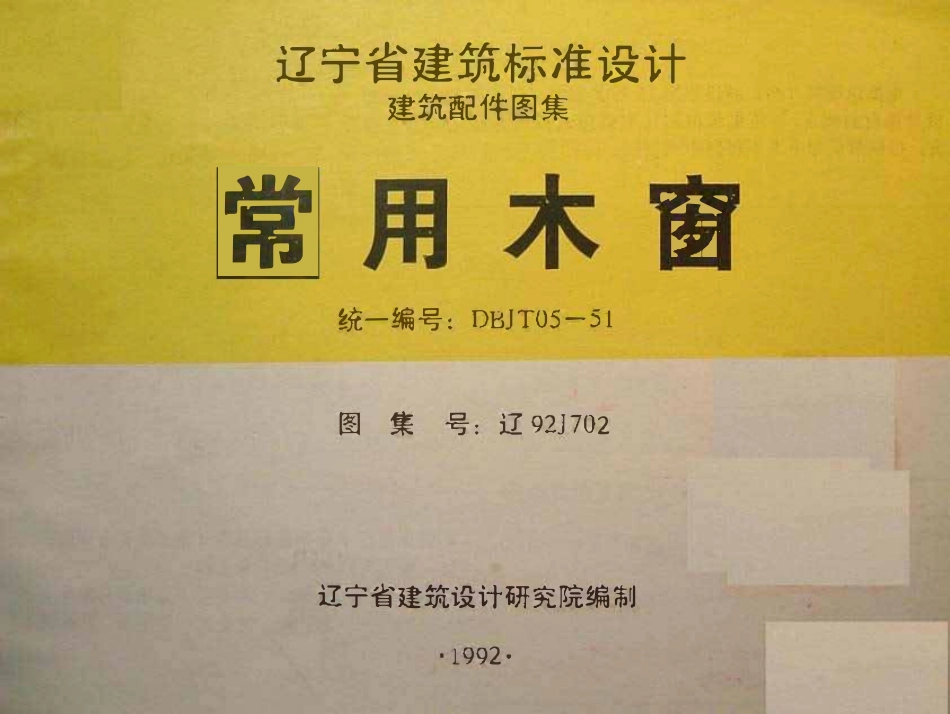 辽宁省建筑标准设计
建筑配件图集
常用木窗
统一编号：DBJT05－51
图 集 号：辽92J702
辽宁省建筑设计研究院编制
·1992·